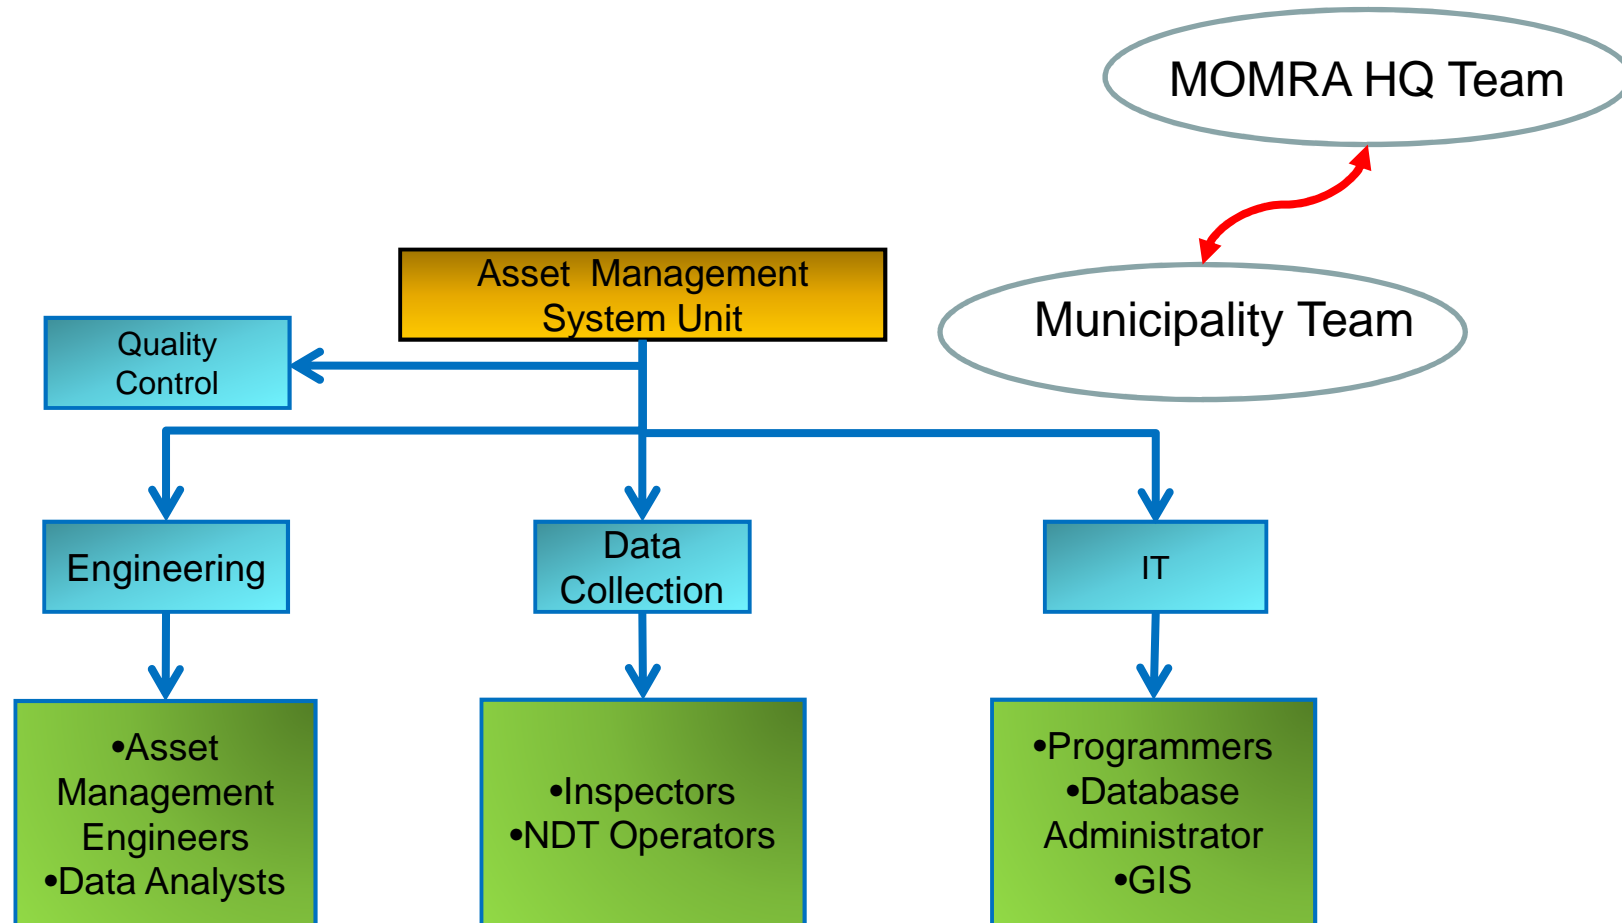 MOMRA HQ Team
Asset Management
System Unit
Municipality Team
Quality
Control
Engineering
Data
Collection
IT
•Asset
Management
Engineers
•Data Analysts
•Inspectors
•NDT Operators
•Programmers
•Database
Administrator
•GIS